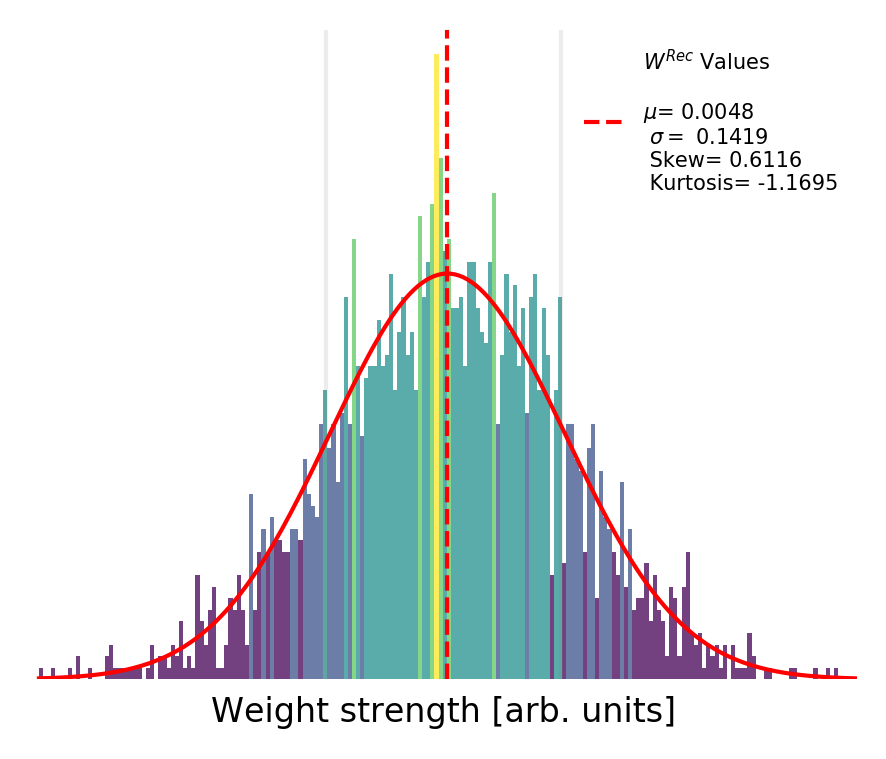 W^{Rec} Values
μ= 0.0048
σ = 0.1419
Skew= 0.6116
Kurtosis= -1.1695
Weight strength [arb. units]